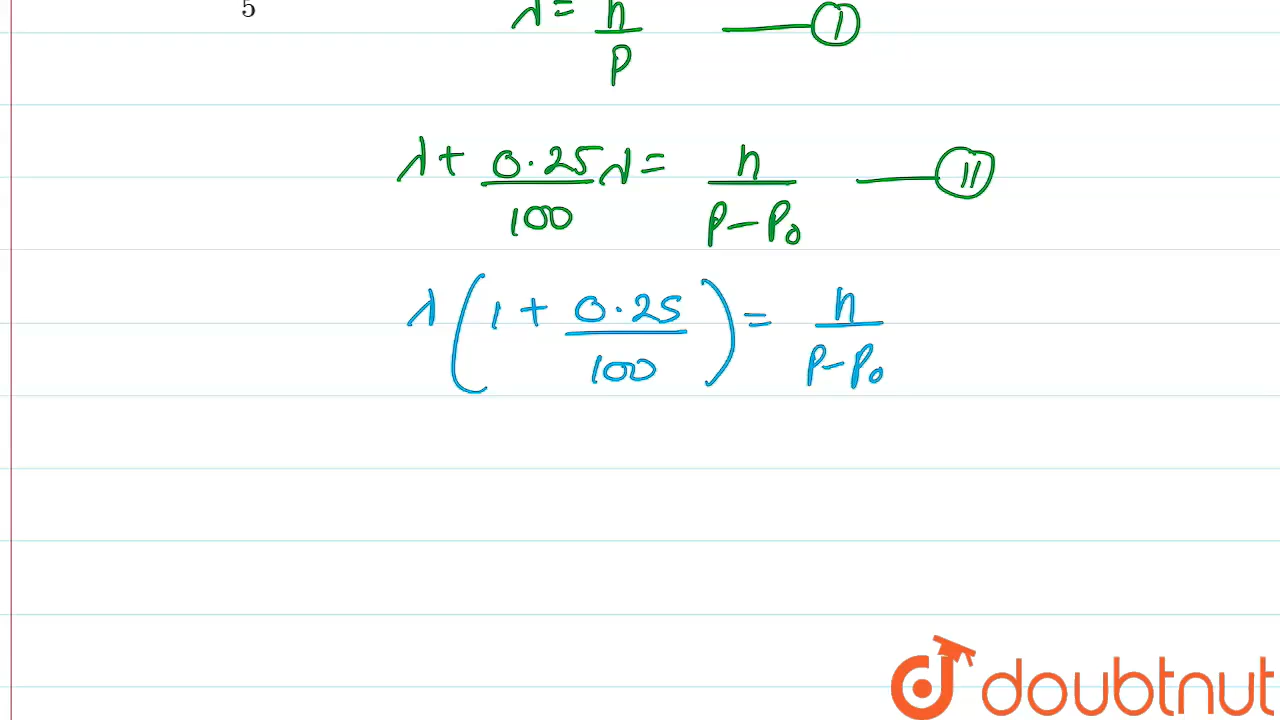 5
λ = h/p —— I
λ + 0.25/100 λ = h/(p - p₀) —— II
λ(1 + 0.25/100) = h/(p - p₀)
doubtnut